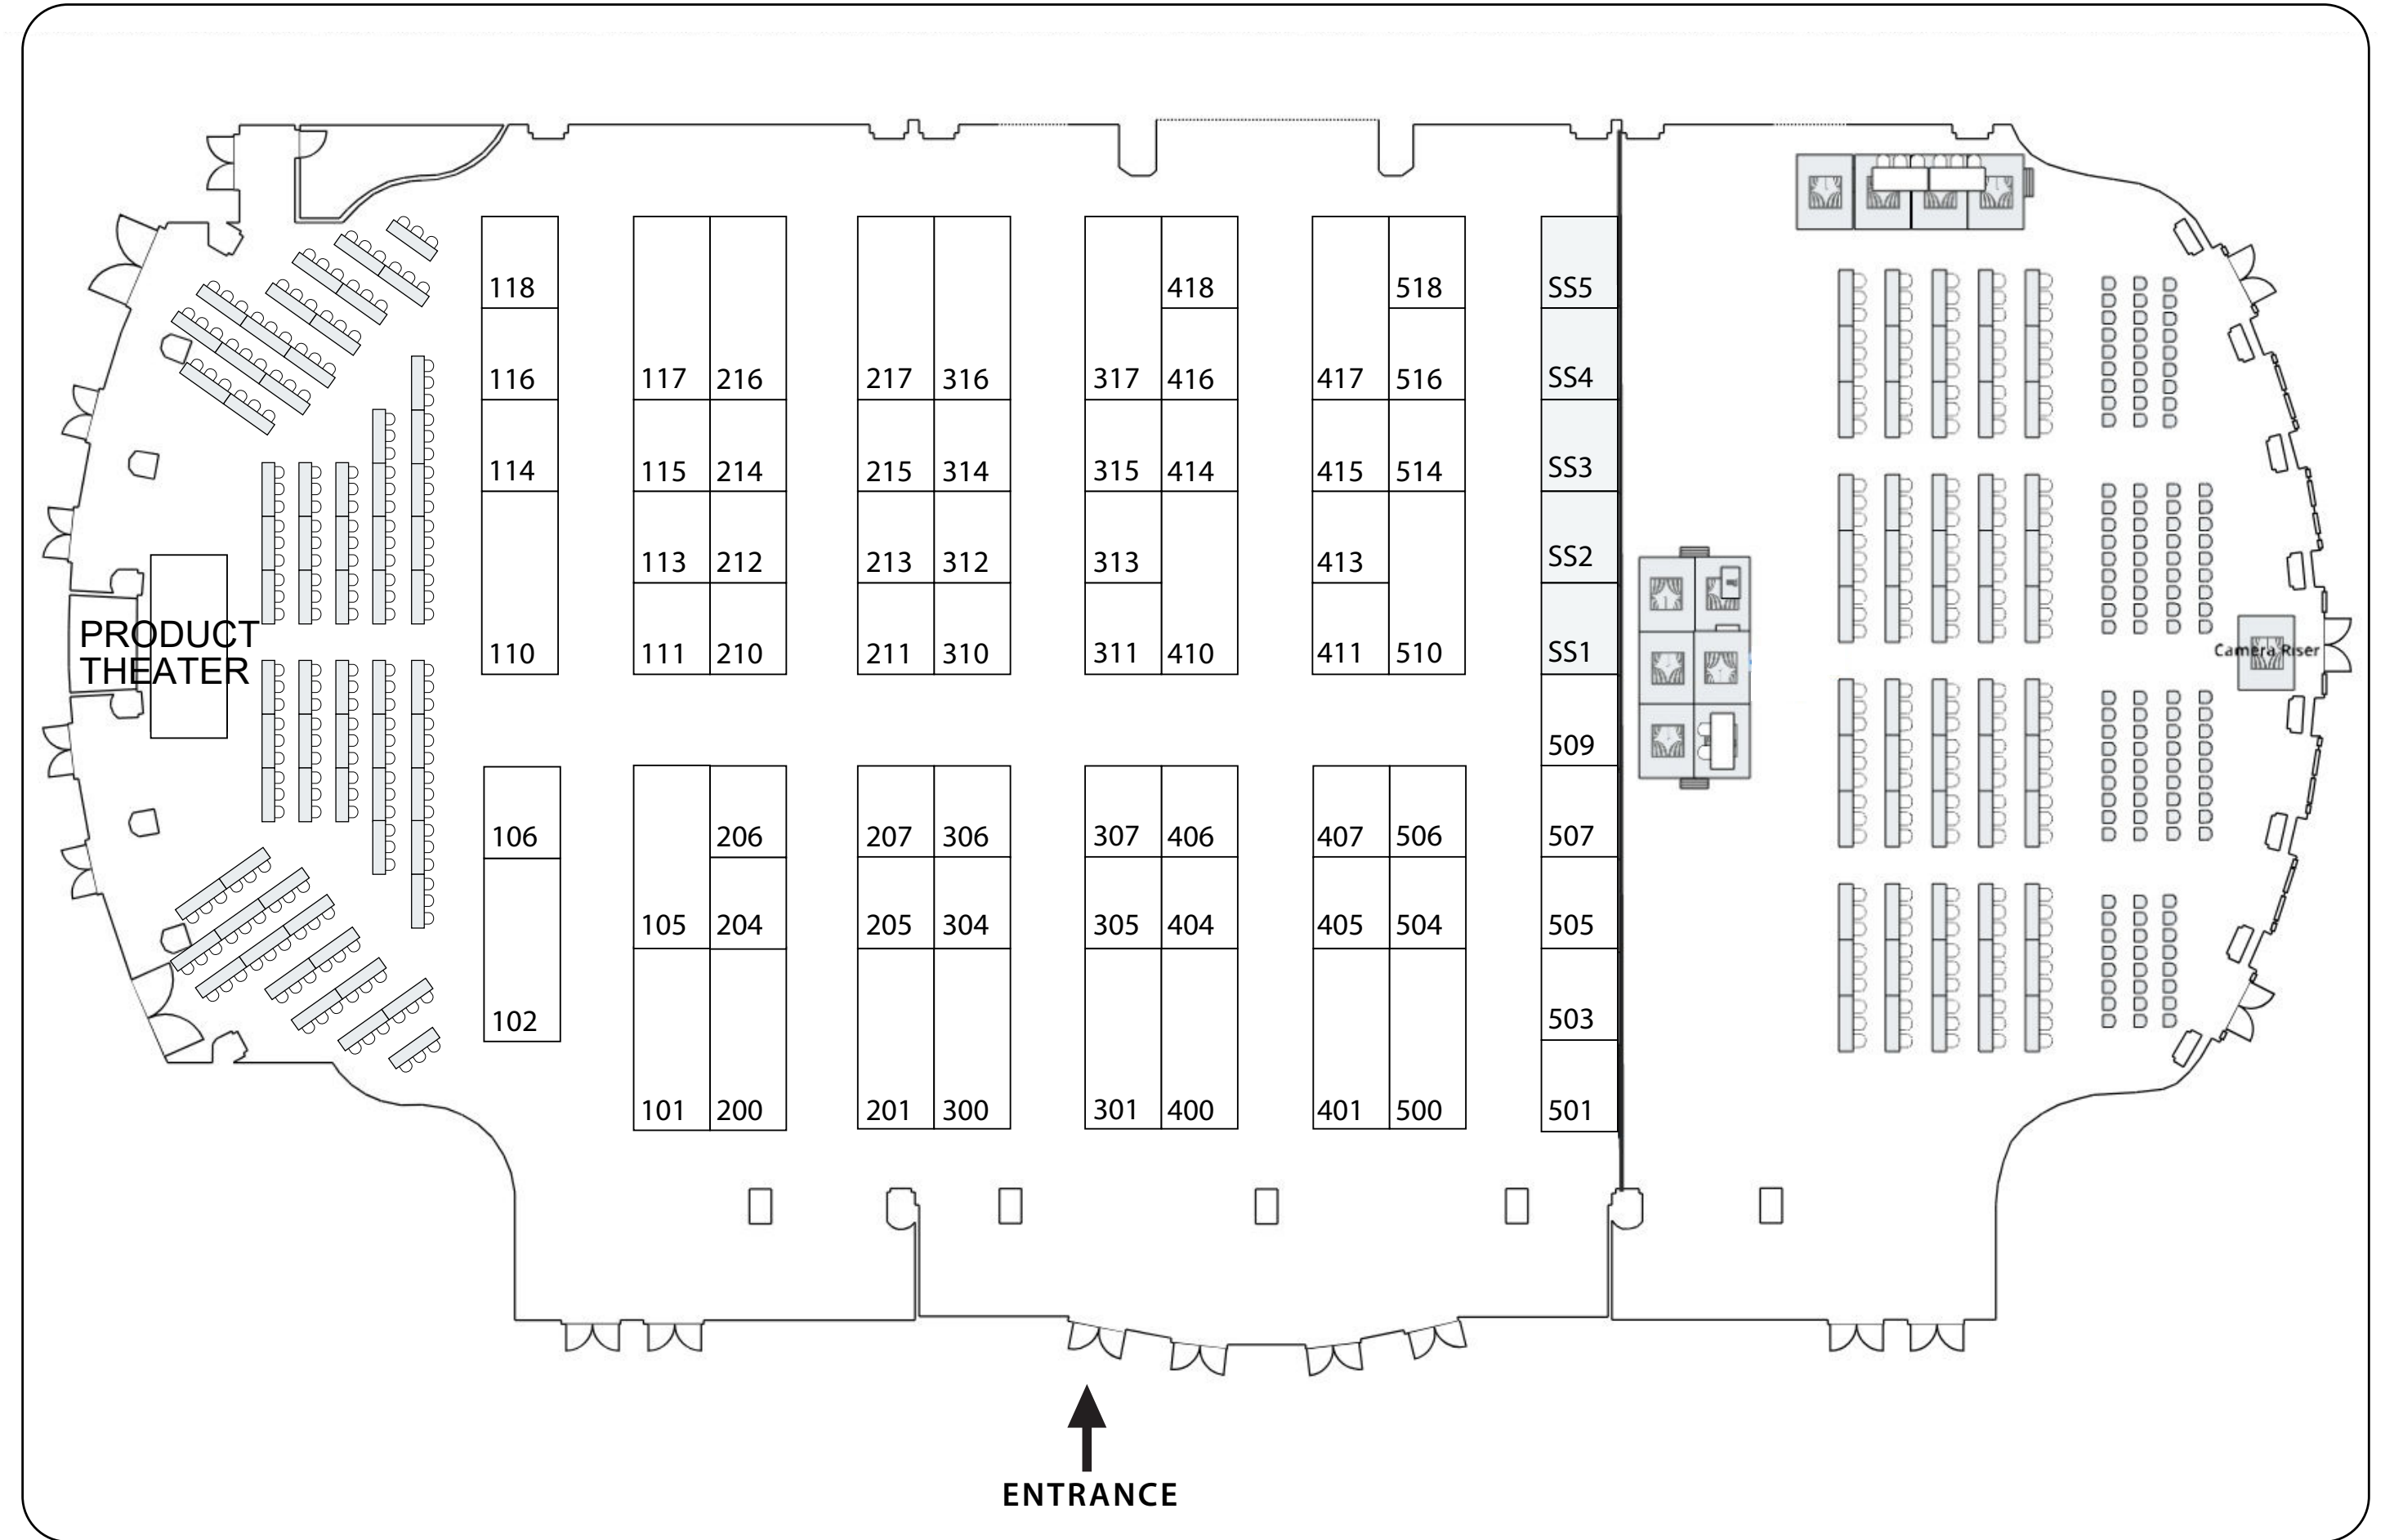 118 418 518 SS5
116 117 216 217 316 317 416 417 516 SS4
114 115 214 215 314 315 414 415 514 SS3
113 212 213 312 313 413 SS2
PRODUCT
THEATER
110 111 210 211 310 311 410 411 510 SS1
Camera Riser
509
106 206 207 306 307 406 407 506 507
105 204 205 304 305 404 405 504 505
102 503
101 200 201 300 301 400 401 500 501
ENTRANCE